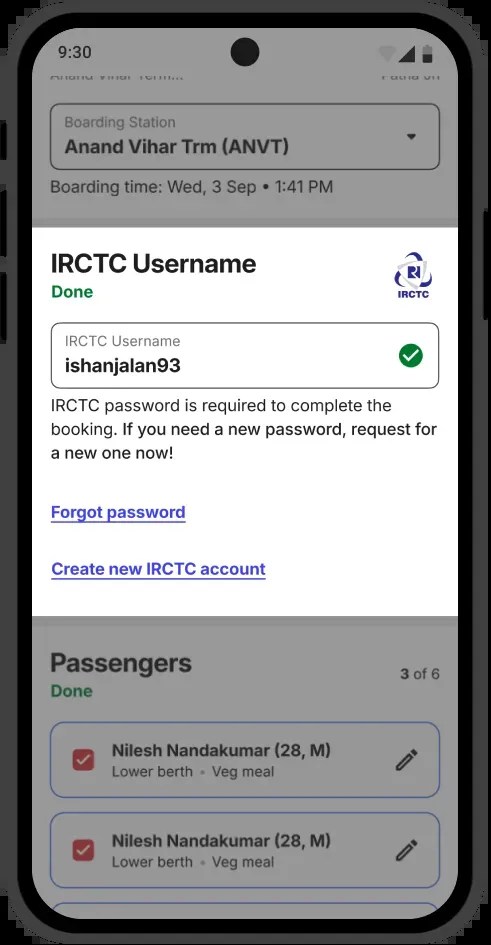 9:30
Anand Vihar Term...
Patna Jn
Boarding Station
Anand Vihar Trm (ANVT)
Boarding time: Wed, 3 Sep • 1:41 PM
IRCTC Username
Done
IRCTC
IRCTC Username
ishanjalan93
IRCTC password is required to complete the
booking. If you need a new password, request for
a new one now!
Forgot password
Create new IRCTC account
Passengers
3 of 6
Done
Nilesh Nandakumar (28, M)
Lower berth • Veg meal
Nilesh Nandakumar (28, M)
Lower berth • Veg meal